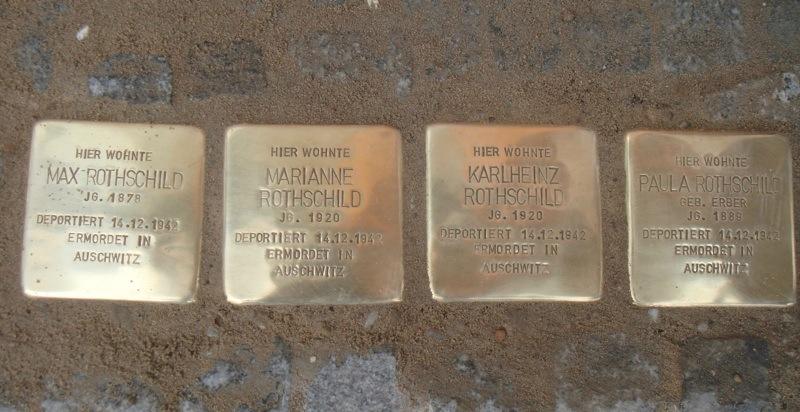 HIER WOHNTE
MAX ROTHSCHILD
JG. 1878
DEPORTIERT 14.12.1942
ERMORDET IN
AUSCHWITZ
HIER WOHNTE
MARIANNE
ROTHSCHILD
JG. 1920
DEPORTIERT 14.12.1942
ERMORDET IN
AUSCHWITZ
HIER WOHNTE
KARLHEINZ
ROTHSCHILD
JG. 1920
DEPORTIERT 14.12.1942
ERMORDET IN
AUSCHWITZ
HIER WOHNTE
PAULA ROTHSCHILD
GEB. ERBER
JG. 1889
DEPORTIERT 14.12.1942
ERMORDET IN
AUSCHWITZ